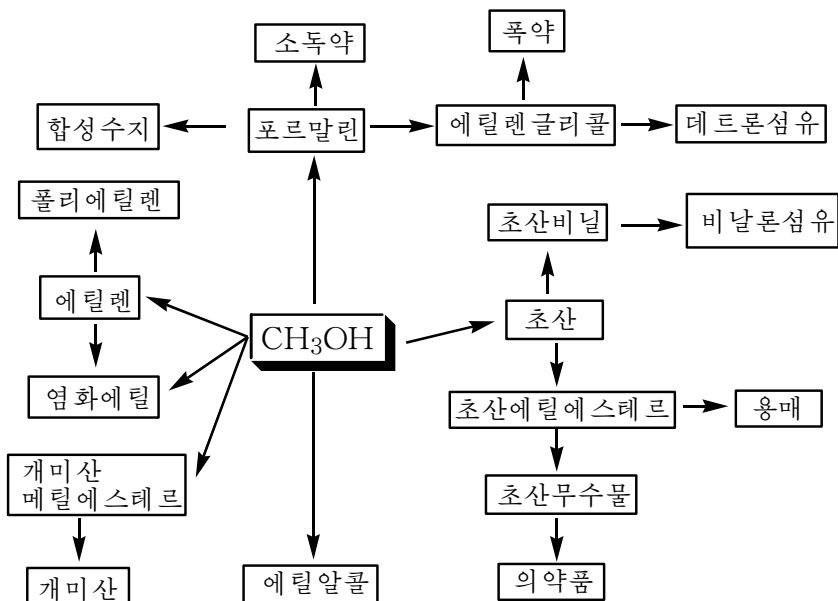 소독약
폭약
합성수지
포르말린
에틸렌글리콜
데트론섬유
폴리에틸렌
초산비닐
비날론섬유
에틸렌
CH₃OH
초산
염화에틸
초산에틸에스테르
용매
개미산
메틸에스테르
초산무수물
개미산
에틸알콜
의약품